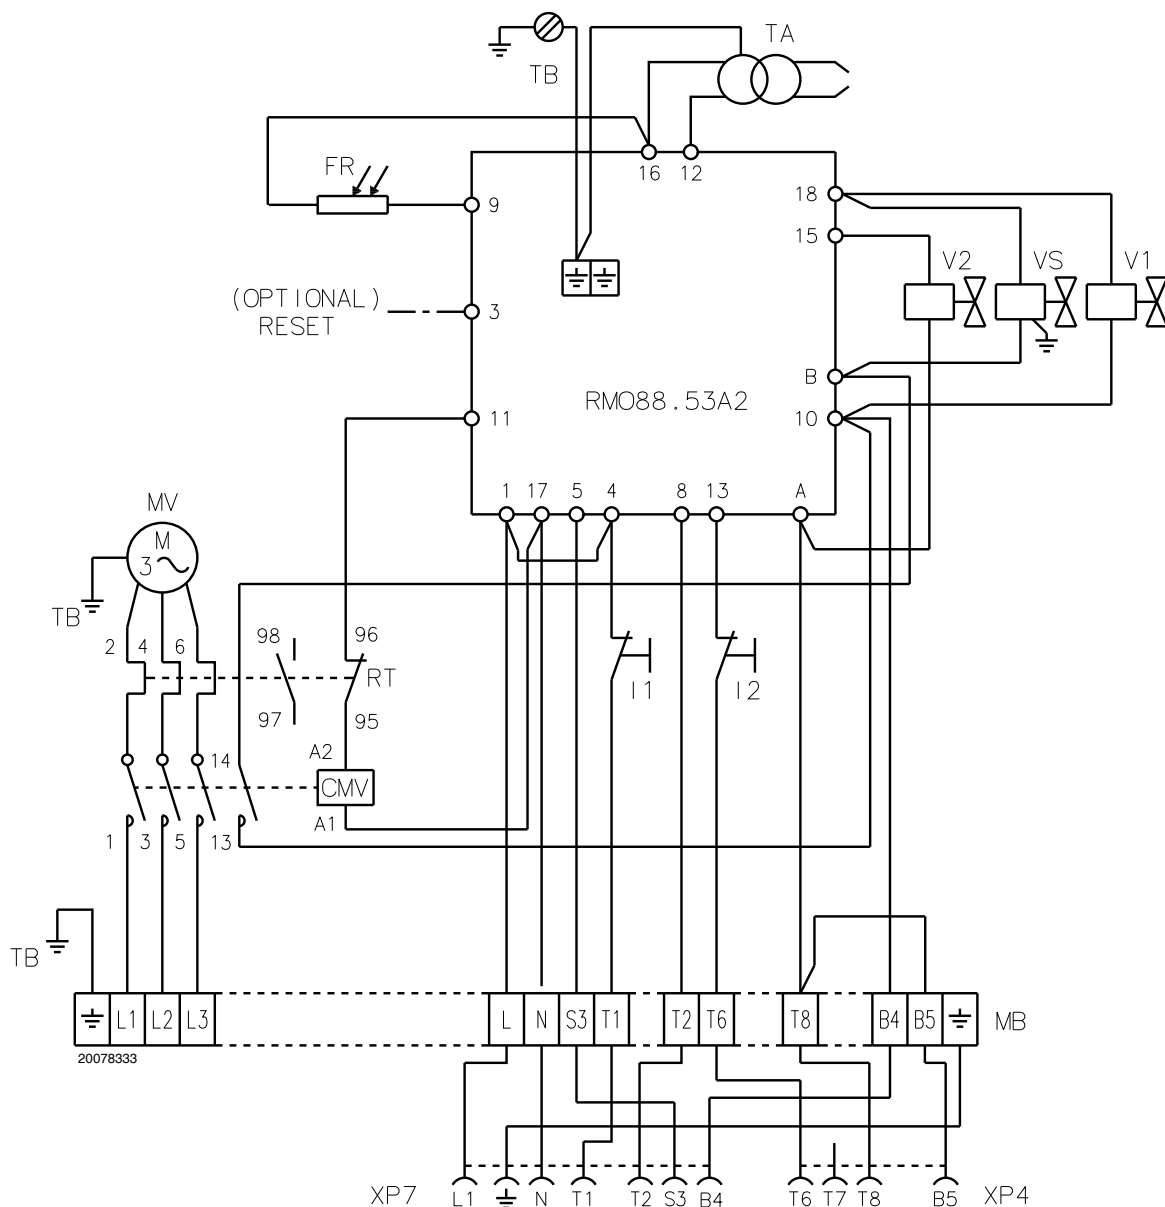 TA
TB
FR
16 12
9
18
15
V2 VS V1
(OPTIONAL)
RESET
3
B
RMO88.53A2
11
10
1 17 5 4 8 13 A
MV
M
3
TB
2 4 6
98 96
RT
I1 I2
97 95
14
A2
CMV
A1
1 3 5 13
TB
L1 L2 L3 L N S3 T1 T2 T6 T8 B4 B5
MB
20078333
XP7 L1 N T1 T2 S3 B4 T6 T7 T8 B5 XP4